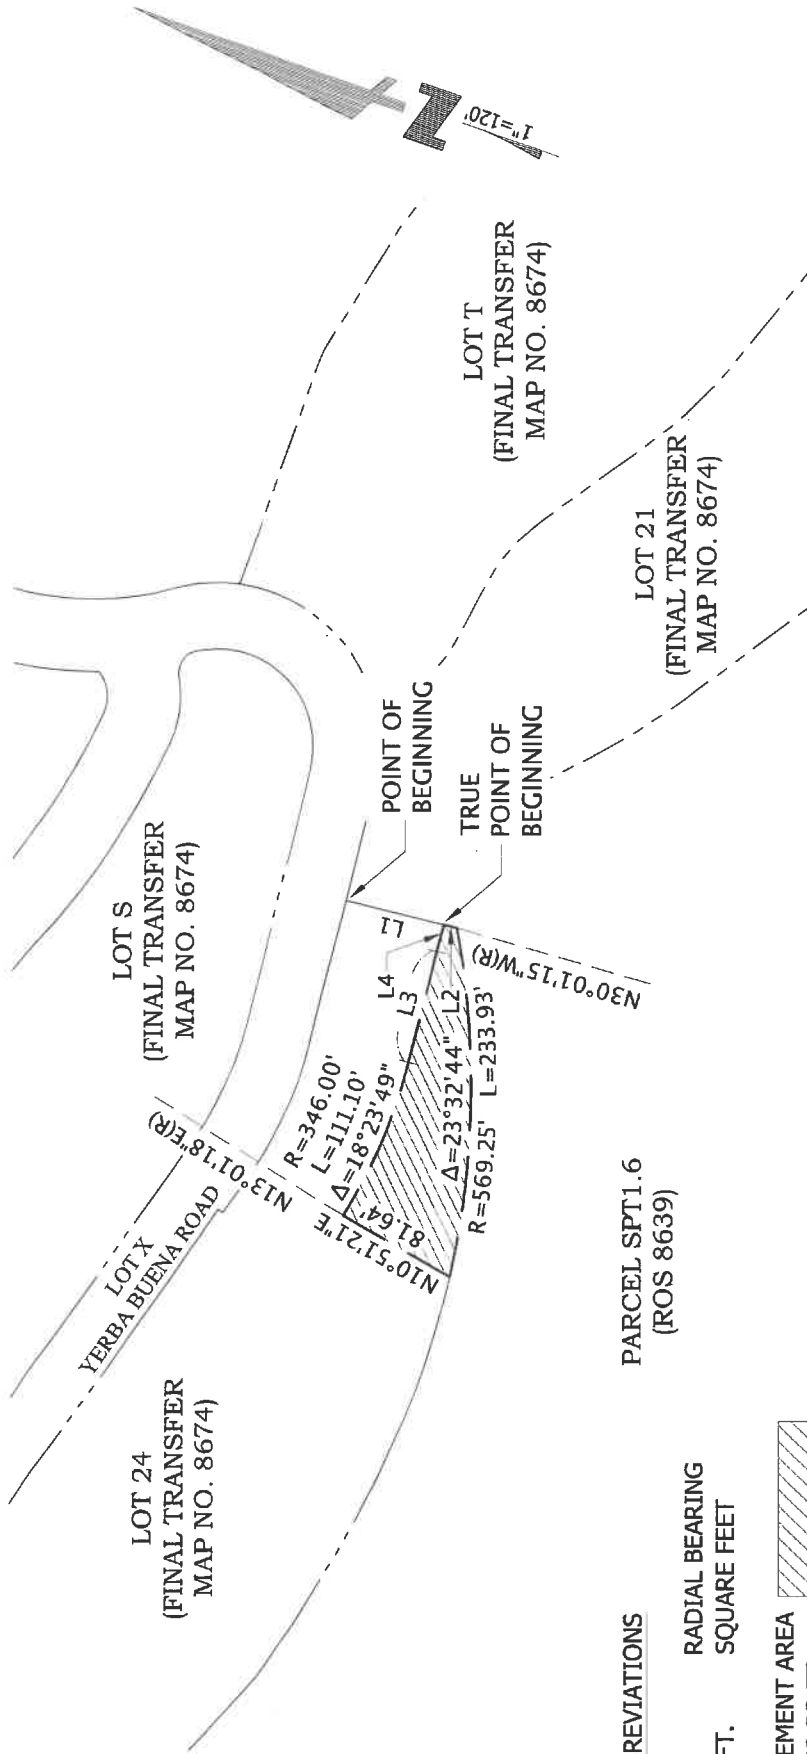 1"=120'
LOT T
(FINAL TRANSFER
MAP NO. 8674)
LOT 21
(FINAL TRANSFER
MAP NO. 8674)
LOT S
(FINAL TRANSFER
MAP NO. 8674)
POINT OF
BEGINNING
TRUE
POINT OF
BEGINNING
L1
L4
L3
L2
N30°01'15"W(R)
N13°01'18"E(R)
R=346.00'
L=111.10'
Δ=18°23'49"
Δ=23°32'44"
R=569.25' L=233.93'
N10°51'21"E
81.64'
LOT X
YERBA BUENA ROAD
LOT 24
(FINAL TRANSFER
MAP NO. 8674)
PARCEL SPT1.6
(ROS 8639)
REVIATIONS
RADIAL BEARING
FT. SQUARE FEET
EMENT AREA